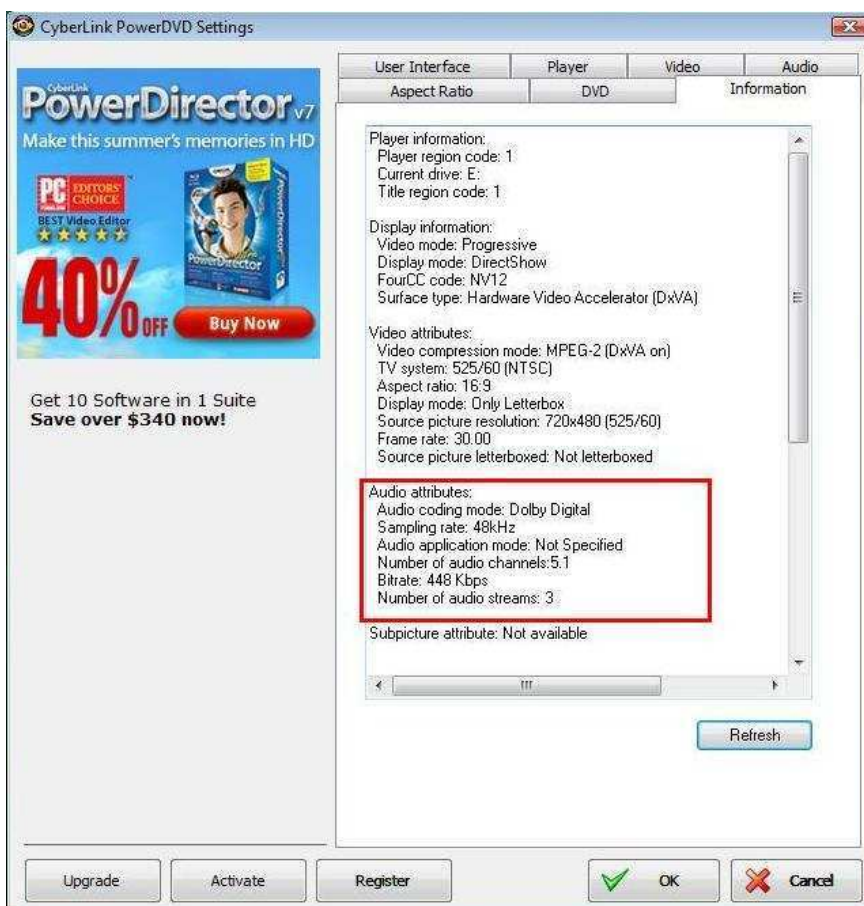 CyberLink PowerDVD Settings
CyberLink
PowerDirector v7
Make this summer's memories in HD
PC
EDITORS' CHOICE
BEST Video Editor
PowerDirector
40% OFF
Buy Now
Get 10 Software in 1 Suite
Save over $340 now!
User Interface
Player
Video
Audio
Aspect Ratio
DVD
Information
Player information:
Player region code: 1
Current drive: E:
Title region code: 1
Display information:
Video mode: Progressive
Display mode: DirectShow
FourCC code: NV12
Surface type: Hardware Video Accelerator (DxVA)
Video attributes:
Video compression mode: MPEG-2 (DxVA on)
TV system: 525/60 (NTSC)
Aspect ratio: 16:9
Display mode: Only Letterbox
Source picture resolution: 720x480 (525/60)
Frame rate: 30.00
Source picture letterboxed: Not letterboxed
Audio attributes:
Audio coding mode: Dolby Digital
Sampling rate: 48kHz
Audio application mode: Not Specified
Number of audio channels:5.1
Bitrate: 448 Kbps
Number of audio streams: 3
Subpicture attribute: Not available
Refresh
Upgrade
Activate
Register
OK
Cancel